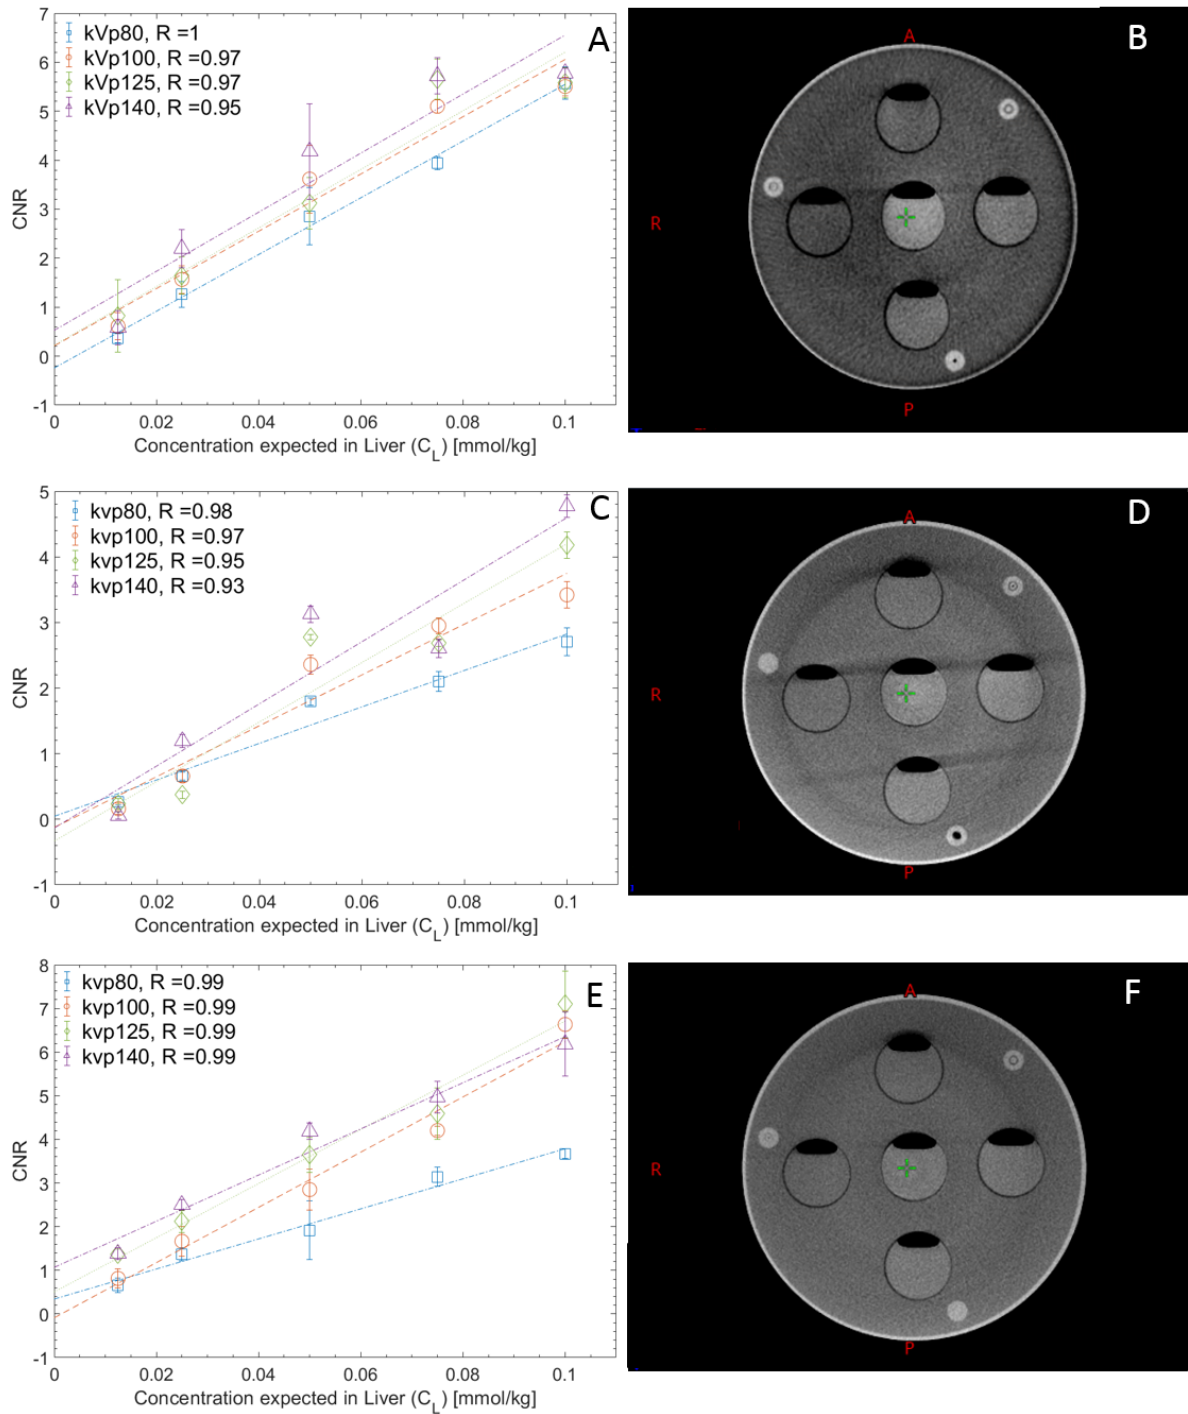 7
6
5
4
3
2
1
0
-1
CNR
kVp80, R =1
kVp100, R =0.97
kVp125, R =0.97
kVp140, R =0.95
A
0 0.02 0.04 0.06 0.08 0.1
Concentration expected in Liver (C_L) [mmol/kg]
B
A
R
P
5
4
3
2
1
0
-1
CNR
kvp80, R =0.98
kvp100, R =0.97
kvp125, R =0.95
kvp140, R =0.93
C
0 0.02 0.04 0.06 0.08 0.1
Concentration expected in Liver (C_L) [mmol/kg]
D
A
R
P
8
7
6
5
4
3
2
1
0
-1
CNR
kvp80, R =0.99
kvp100, R =0.99
kvp125, R =0.99
kvp140, R =0.99
E
0 0.02 0.04 0.06 0.08 0.1
Concentration expected in Liver (C_L) [mmol/kg]
F
A
R
P